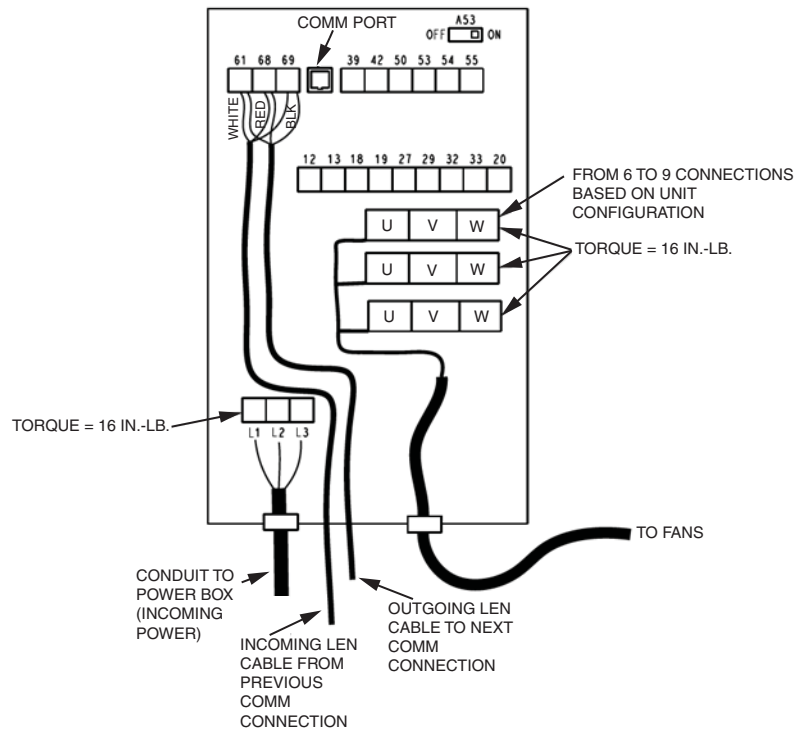 COMM PORT
A53
OFF ON
61 68 69
39 42 50 53 54 55
WHITE
RED
BLK
12 13 18 19 27 29 32 33 20
FROM 6 TO 9 CONNECTIONS
BASED ON UNIT
CONFIGURATION
U V W
TORQUE = 16 IN.-LB.
U V W
U V W
TORQUE = 16 IN.-LB.
L1 L2 L3
TO FANS
CONDUIT TO
POWER BOX
(INCOMING
POWER)
OUTGOING LEN
CABLE TO NEXT
COMM
CONNECTION
INCOMING LEN
CABLE FROM
PREVIOUS
COMM
CONNECTION